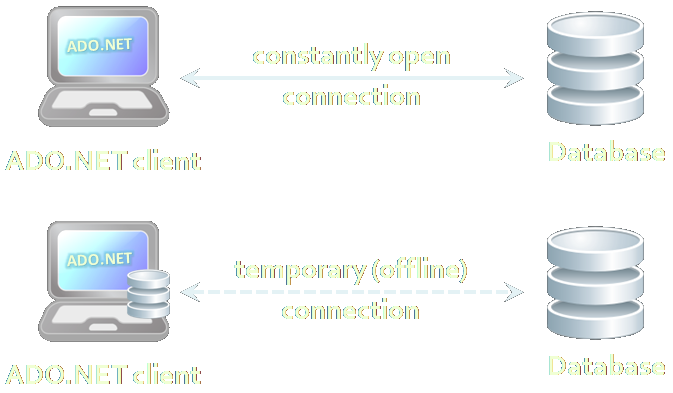 ADO.NET
constantly open
connection
ADO.NET client
Database
ADO.NET
temporary (offline)
connection
ADO.NET client
Database